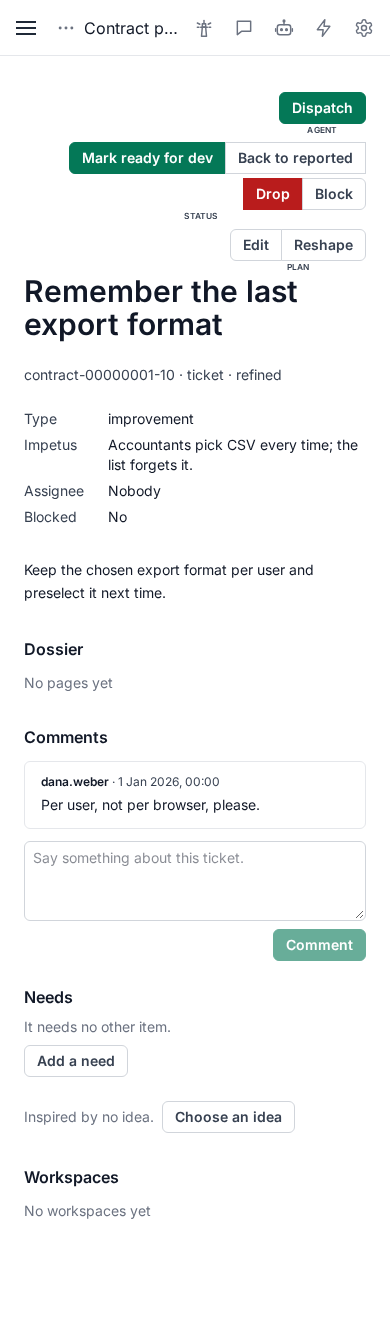 Contract p...
Dispatch
AGENT
Mark ready for dev Back to reported
Drop Block
STATUS
Edit Reshape
PLAN
Remember the last
export format
contract-00000001-10 · ticket · refined
Type improvement
Impetus Accountants pick CSV every time; the
list forgets it.
Assignee Nobody
Blocked No
Keep the chosen export format per user and
preselect it next time.
Dossier
No pages yet
Comments
dana.weber · 1 Jan 2026, 00:00
Per user, not per browser, please.
Say something about this ticket.
Comment
Needs
It needs no other item.
Add a need
Inspired by no idea. Choose an idea
Workspaces
No workspaces yet